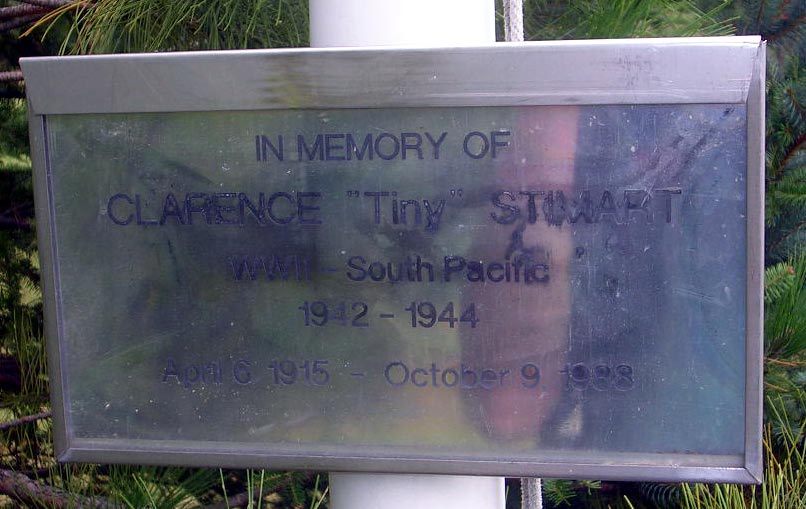 IN MEMORY OF
CLARENCE "Tiny" STIMART
WWII - South Pacific
1942 - 1944
April 6 1915 - October 9 1988